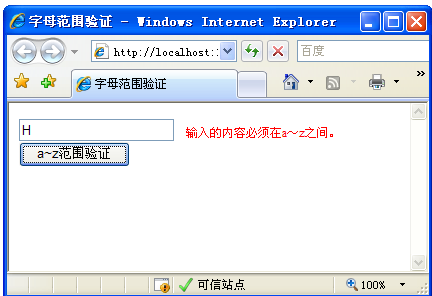 字母范围验证 - Windows Internet Explorer
http://localhost:
百度
字母范围验证
H
输入的内容必须在a～z之间。
a~z范围验证
可信站点
100%